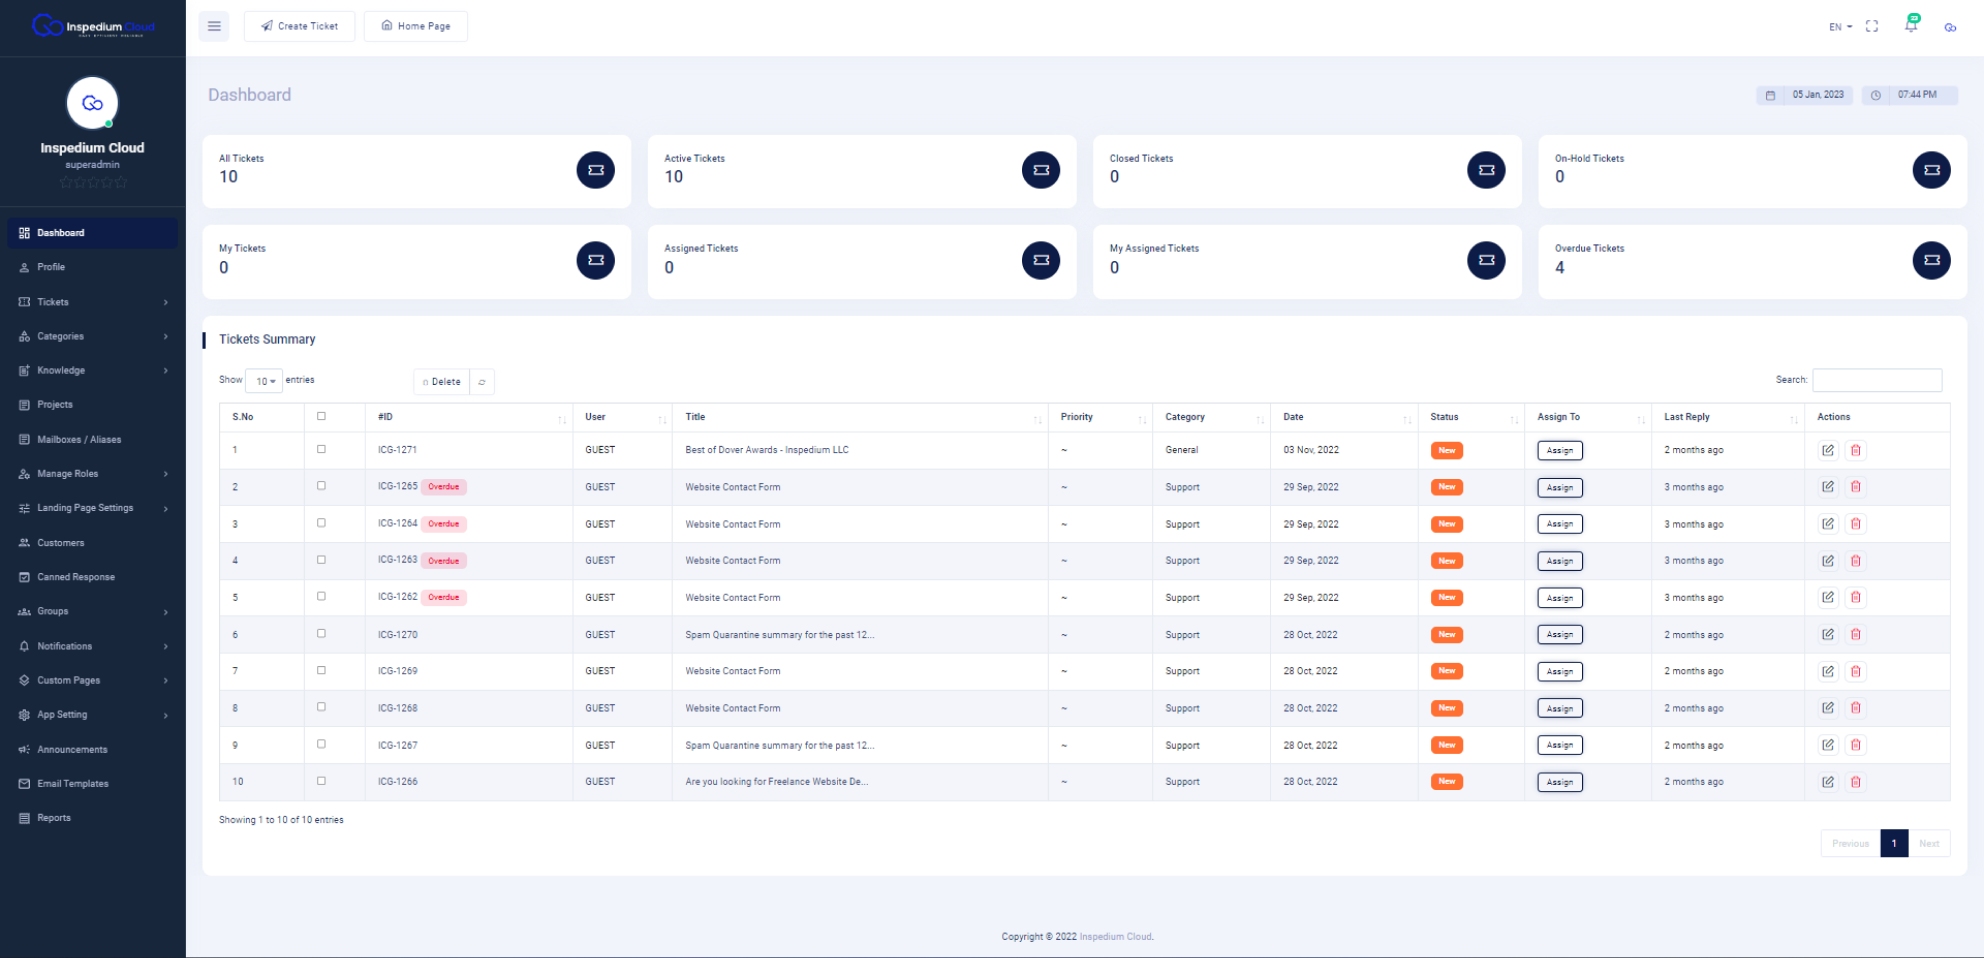 Inspedium Cloud
Create Ticket
Home Page
EN
23
Inspedium Cloud
superadmin
Dashboard
Profile
Tickets
Categories
Knowledge
Projects
Mailboxes / Aliases
Manage Roles
Landing Page Settings
Customers
Canned Response
Groups
Notifications
Custom Pages
App Setting
Announcements
Email Templates
Reports
Dashboard
05 Jan, 2023 07:44 PM
All Tickets
10
Active Tickets
10
Closed Tickets
0
On-Hold Tickets
0
My Tickets
0
Assigned Tickets
0
My Assigned Tickets
0
Overdue Tickets
4
Tickets Summary
Show 10 entries
Delete
Search:
S.No #ID User Title Priority Category Date Status Assign To Last Reply Actions
1 ICG-1271 GUEST Best of Dover Awards - Inspedium LLC ~ General 03 Nov, 2022 New Assign 2 months ago
2 ICG-1265 Overdue GUEST Website Contact Form ~ Support 29 Sep, 2022 New Assign 3 months ago
3 ICG-1264 Overdue GUEST Website Contact Form ~ Support 29 Sep, 2022 New Assign 3 months ago
4 ICG-1263 Overdue GUEST Website Contact Form ~ Support 29 Sep, 2022 New Assign 3 months ago
5 ICG-1262 Overdue GUEST Website Contact Form ~ Support 29 Sep, 2022 New Assign 3 months ago
6 ICG-1270 GUEST Spam Quarantine summary for the past 12... ~ Support 28 Oct, 2022 New Assign 2 months ago
7 ICG-1269 GUEST Website Contact Form ~ Support 28 Oct, 2022 New Assign 2 months ago
8 ICG-1268 GUEST Website Contact Form ~ Support 28 Oct, 2022 New Assign 2 months ago
9 ICG-1267 GUEST Spam Quarantine summary for the past 12... ~ Support 28 Oct, 2022 New Assign 2 months ago
10 ICG-1266 GUEST Are you looking for Freelance Website De... ~ Support 28 Oct, 2022 New Assign 2 months ago
Showing 1 to 10 of 10 entries
Previous 1 Next
Copyright © 2022 Inspedium Cloud.